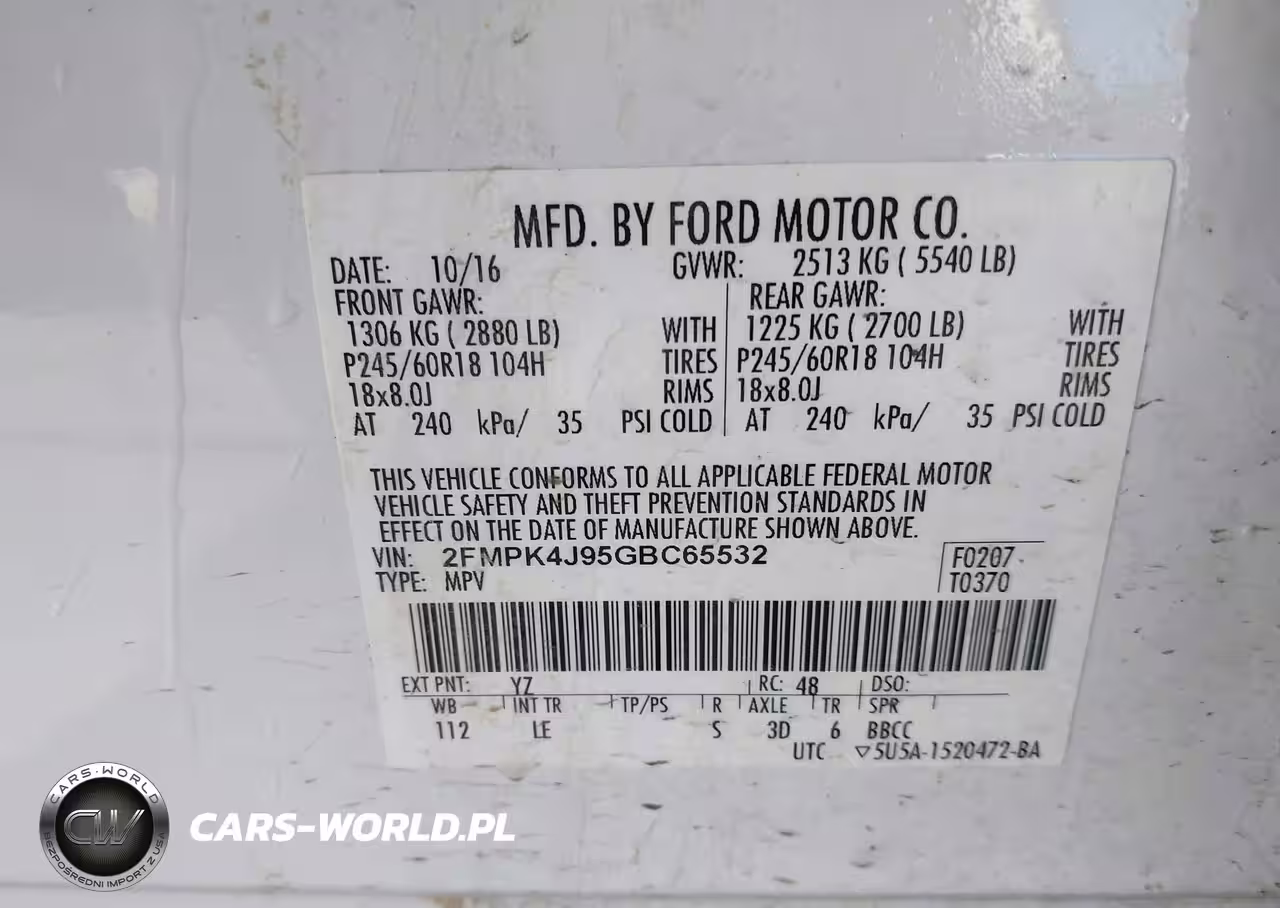 MFD. BY FORD MOTOR CO.
DATE: 10/16 GVWR: 2513 KG ( 5540 LB)
FRONT GAWR: REAR GAWR:
1306 KG ( 2880 LB) WITH 1225 KG ( 2700 LB) WITH
P245/60R18 104H TIRES P245/60R18 104H TIRES
18x8.0J RIMS 18x8.0J RIMS
AT 240 kPa/ 35 PSI COLD AT 240 kPa/ 35 PSI COLD
THIS VEHICLE CONFORMS TO ALL APPLICABLE FEDERAL MOTOR
VEHICLE SAFETY AND THEFT PREVENTION STANDARDS IN
EFFECT ON THE DATE OF MANUFACTURE SHOWN ABOVE.
VIN: 2FMPK4J95GBC65532 F0207
TYPE: MPV T0370
EXT PNT: YZ RC: 48 DSO:
WB INT TR TP/PS R AXLE TR SPR
112 LE S 3D 6 BBCC
UTC ▽5U5A-1520472-BA
CARS-WORLD
CW
BEZPOŚREDNI IMPORT Z USA
CARS-WORLD.PL